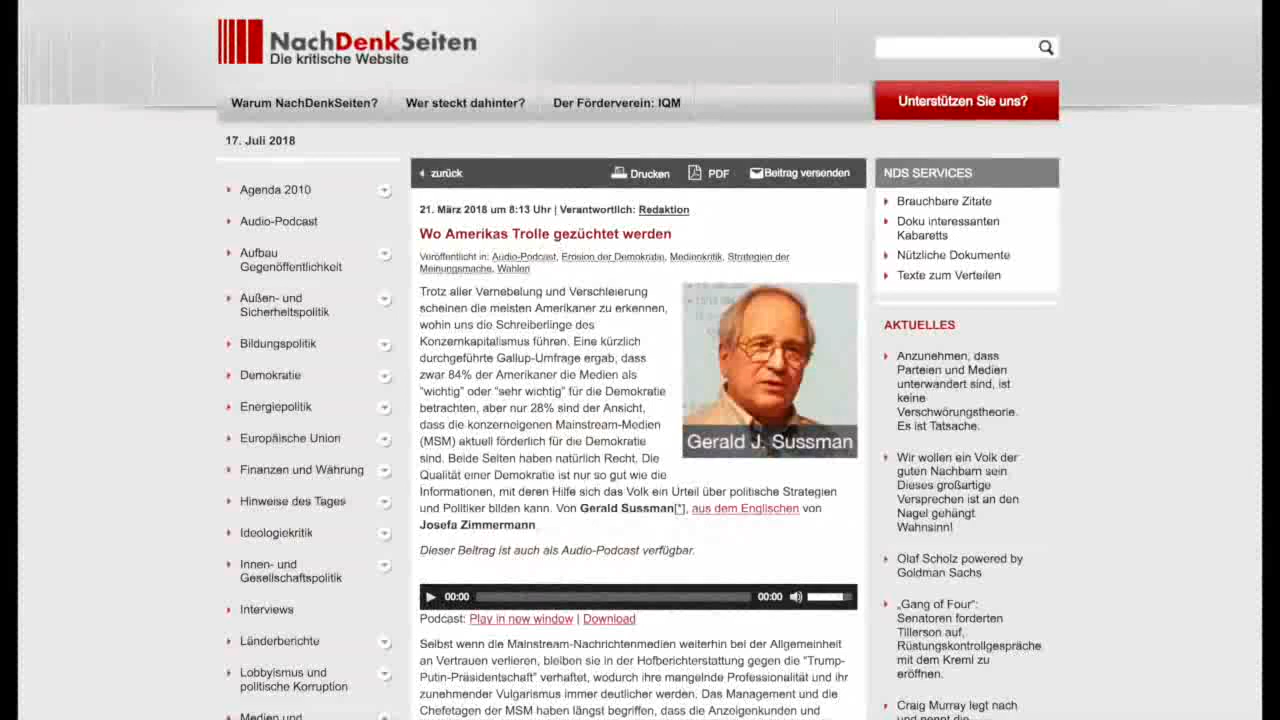 NachDenkSeiten
Die kritische Website
Warum NachDenkSeiten?
Wer steckt dahinter?
Der Förderverein: IQM
Unterstützen Sie uns?
17. Juli 2018
Agenda 2010
Audio-Podcast
Aufbau
Gegenöffentlichkeit
Außen- und
Sicherheitspolitik
Bildungspolitik
Demokratie
Energiepolitik
Europäische Union
Finanzen und Währung
Hinweise des Tages
Ideologiekritik
Innen- und
Gesellschaftspolitik
Interviews
Länderberichte
Lobbyismus und
politische Korruption
Medien und
zurück
Drucken
PDF
Beitrag versenden
21. März 2018 um 8:13 Uhr | Verantwortlich: Redaktion
Wo Amerikas Trolle gezüchtet werden
Veröffentlicht in: Audio-Podcast, Erosion der Demokratie, Medienkritik, Strategien der
Meinungsmache, Wahlen
Trotz aller Vernebelung und Verschleierung
scheinen die meisten Amerikaner zu erkennen,
wohin uns die Schreiberlinge des
Konzernkapitalismus führen. Eine kürzlich
durchgeführte Gallup-Umfrage ergab, dass
zwar 84% der Amerikaner die Medien als
"wichtig" oder "sehr wichtig" für die Demokratie
betrachten, aber nur 28% sind der Ansicht,
dass die konzerneigenen Mainstream-Medien
(MSM) aktuell förderlich für die Demokratie
sind. Beide Seiten haben natürlich Recht. Die
Qualität einer Demokratie ist nur so gut wie die
Informationen, mit deren Hilfe sich das Volk ein Urteil über politische Strategien
und Politiker bilden kann. Von Gerald Sussman[*], aus dem Englischen von
Josefa Zimmermann.
Gerald J. Sussman
Dieser Beitrag ist auch als Audio-Podcast verfügbar.
00:00
00:00
Podcast: Play in new window | Download
Selbst wenn die Mainstream-Nachrichtenmedien weiterhin bei der Allgemeinheit
an Vertrauen verlieren, bleiben sie in der Hofberichterstattung gegen die "Trump-
Putin-Präsidentschaft" verhaftet, wodurch ihre mangelnde Professionalität und ihr
zunehmender Vulgarismus immer deutlicher werden. Das Management und die
Chefetagen der MSM haben längst begriffen, dass die Anzeigenkunden und
NDS SERVICES
Brauchbare Zitate
Doku interessanten
Kabaretts
Nützliche Dokumente
Texte zum Verteilen
AKTUELLES
Anzunehmen, dass
Parteien und Medien
unterwandert sind, ist
keine
Verschwörungstheorie.
Es ist Tatsache.
Wir wollen ein Volk der
guten Nachbarn sein.
Dieses großartige
Versprechen ist an den
Nagel gehängt.
Wahnsinn!
Olaf Scholz powered by
Goldman Sachs
„Gang of Four“:
Senatoren forderten
Tillerson auf,
Rüstungskontrollgespräche
mit dem Kreml zu
eröffnen.
Craig Murray legt nach
und nennt die